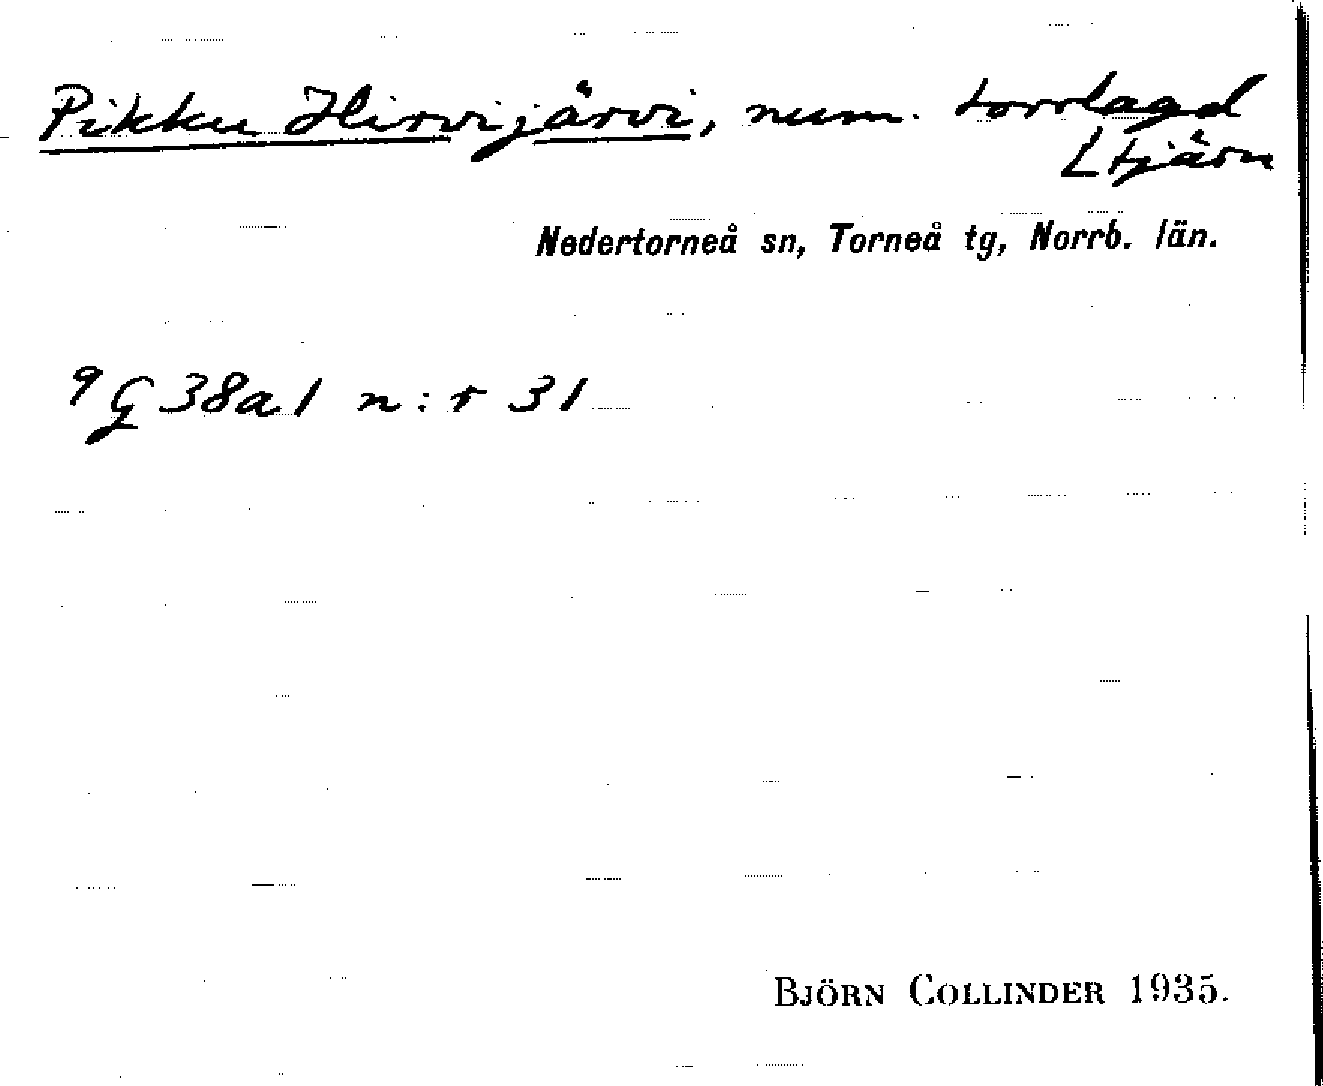 Pikku Hirvijärvi, num. torrlagd
tjärn
Nedertorneå sn, Torneå tg, Norrb. län.
9 G 38a1 n:r 31
BJÖRN COLLINDER 1935.